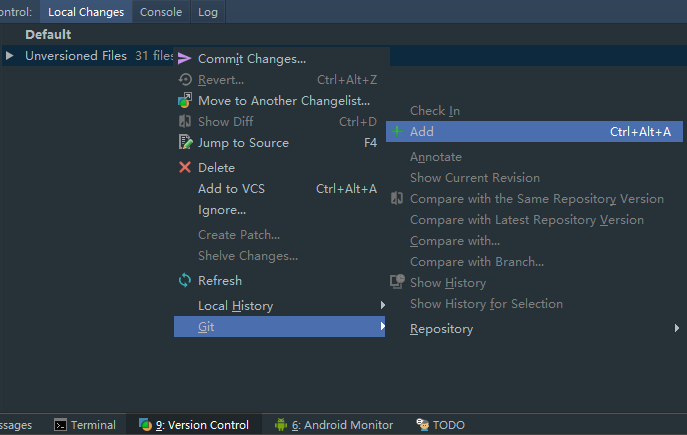 ontrol: Local Changes Console Log
Default
Unversioned Files 31 files
Commit Changes...
Revert... Ctrl+Alt+Z
Move to Another Changelist...
Show Diff Ctrl+D
Jump to Source F4
Delete
Add to VCS Ctrl+Alt+A
Ignore...
Create Patch...
Shelve Changes...
Refresh
Local History
Git
Check In
Add Ctrl+Alt+A
Annotate
Show Current Revision
Compare with the Same Repository Version
Compare with Latest Repository Version
Compare with...
Compare with Branch...
Show History
Show History for Selection
Repository
ssages Terminal 9: Version Control 6: Android Monitor TODO